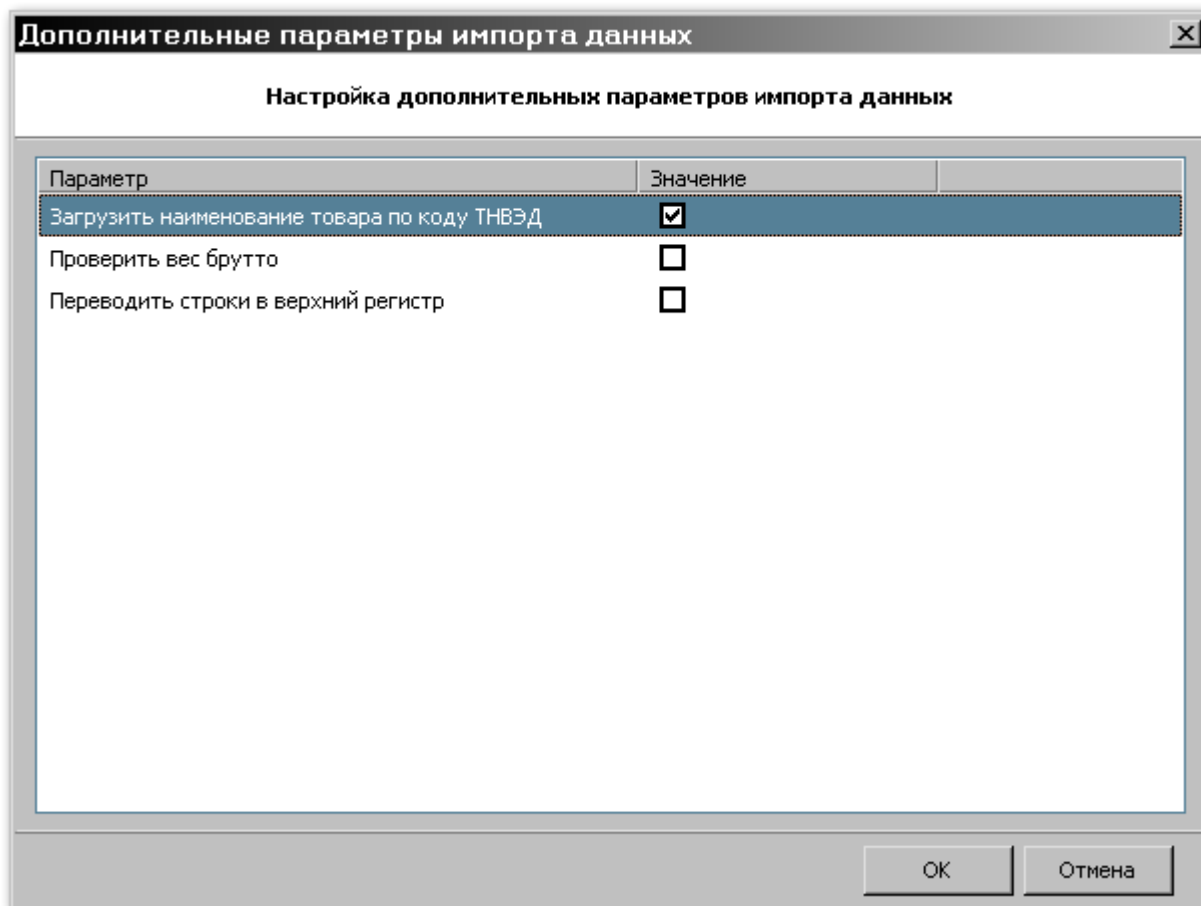 Дополнительные параметры импорта данных
Настройка дополнительных параметров импорта данных
Параметр Значение
Загрузить наименование товара по коду ТНВЭД
Проверить вес брутто
Переводить строки в верхний регистр
OK Отмена